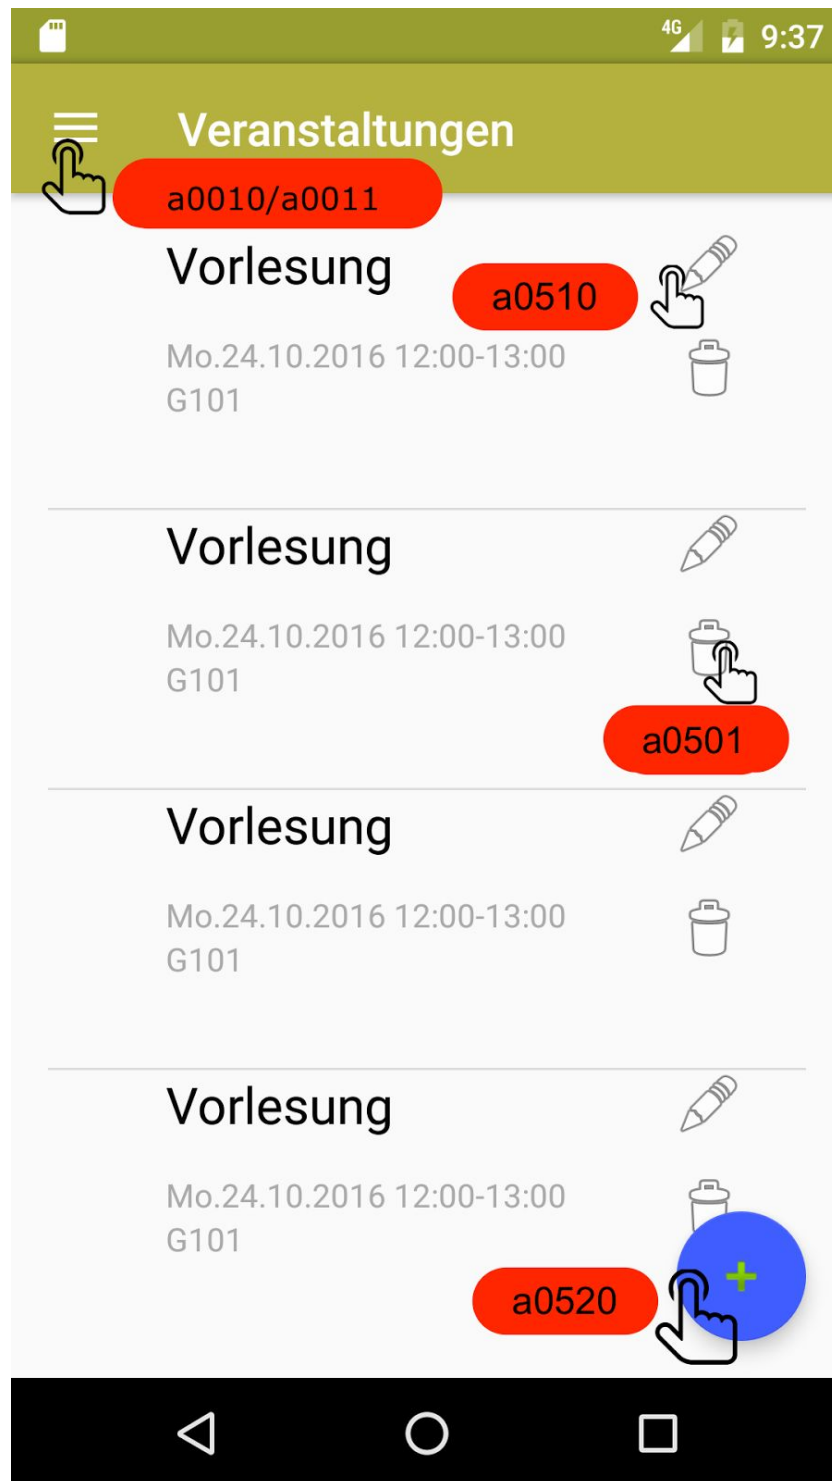 4G 9:37
Veranstaltungen
a0010/a0011
Vorlesung
a0510
Mo.24.10.2016 12:00-13:00
G101
Vorlesung
Mo.24.10.2016 12:00-13:00
G101
a0501
Vorlesung
Mo.24.10.2016 12:00-13:00
G101
Vorlesung
Mo.24.10.2016 12:00-13:00
G101
+
a0520